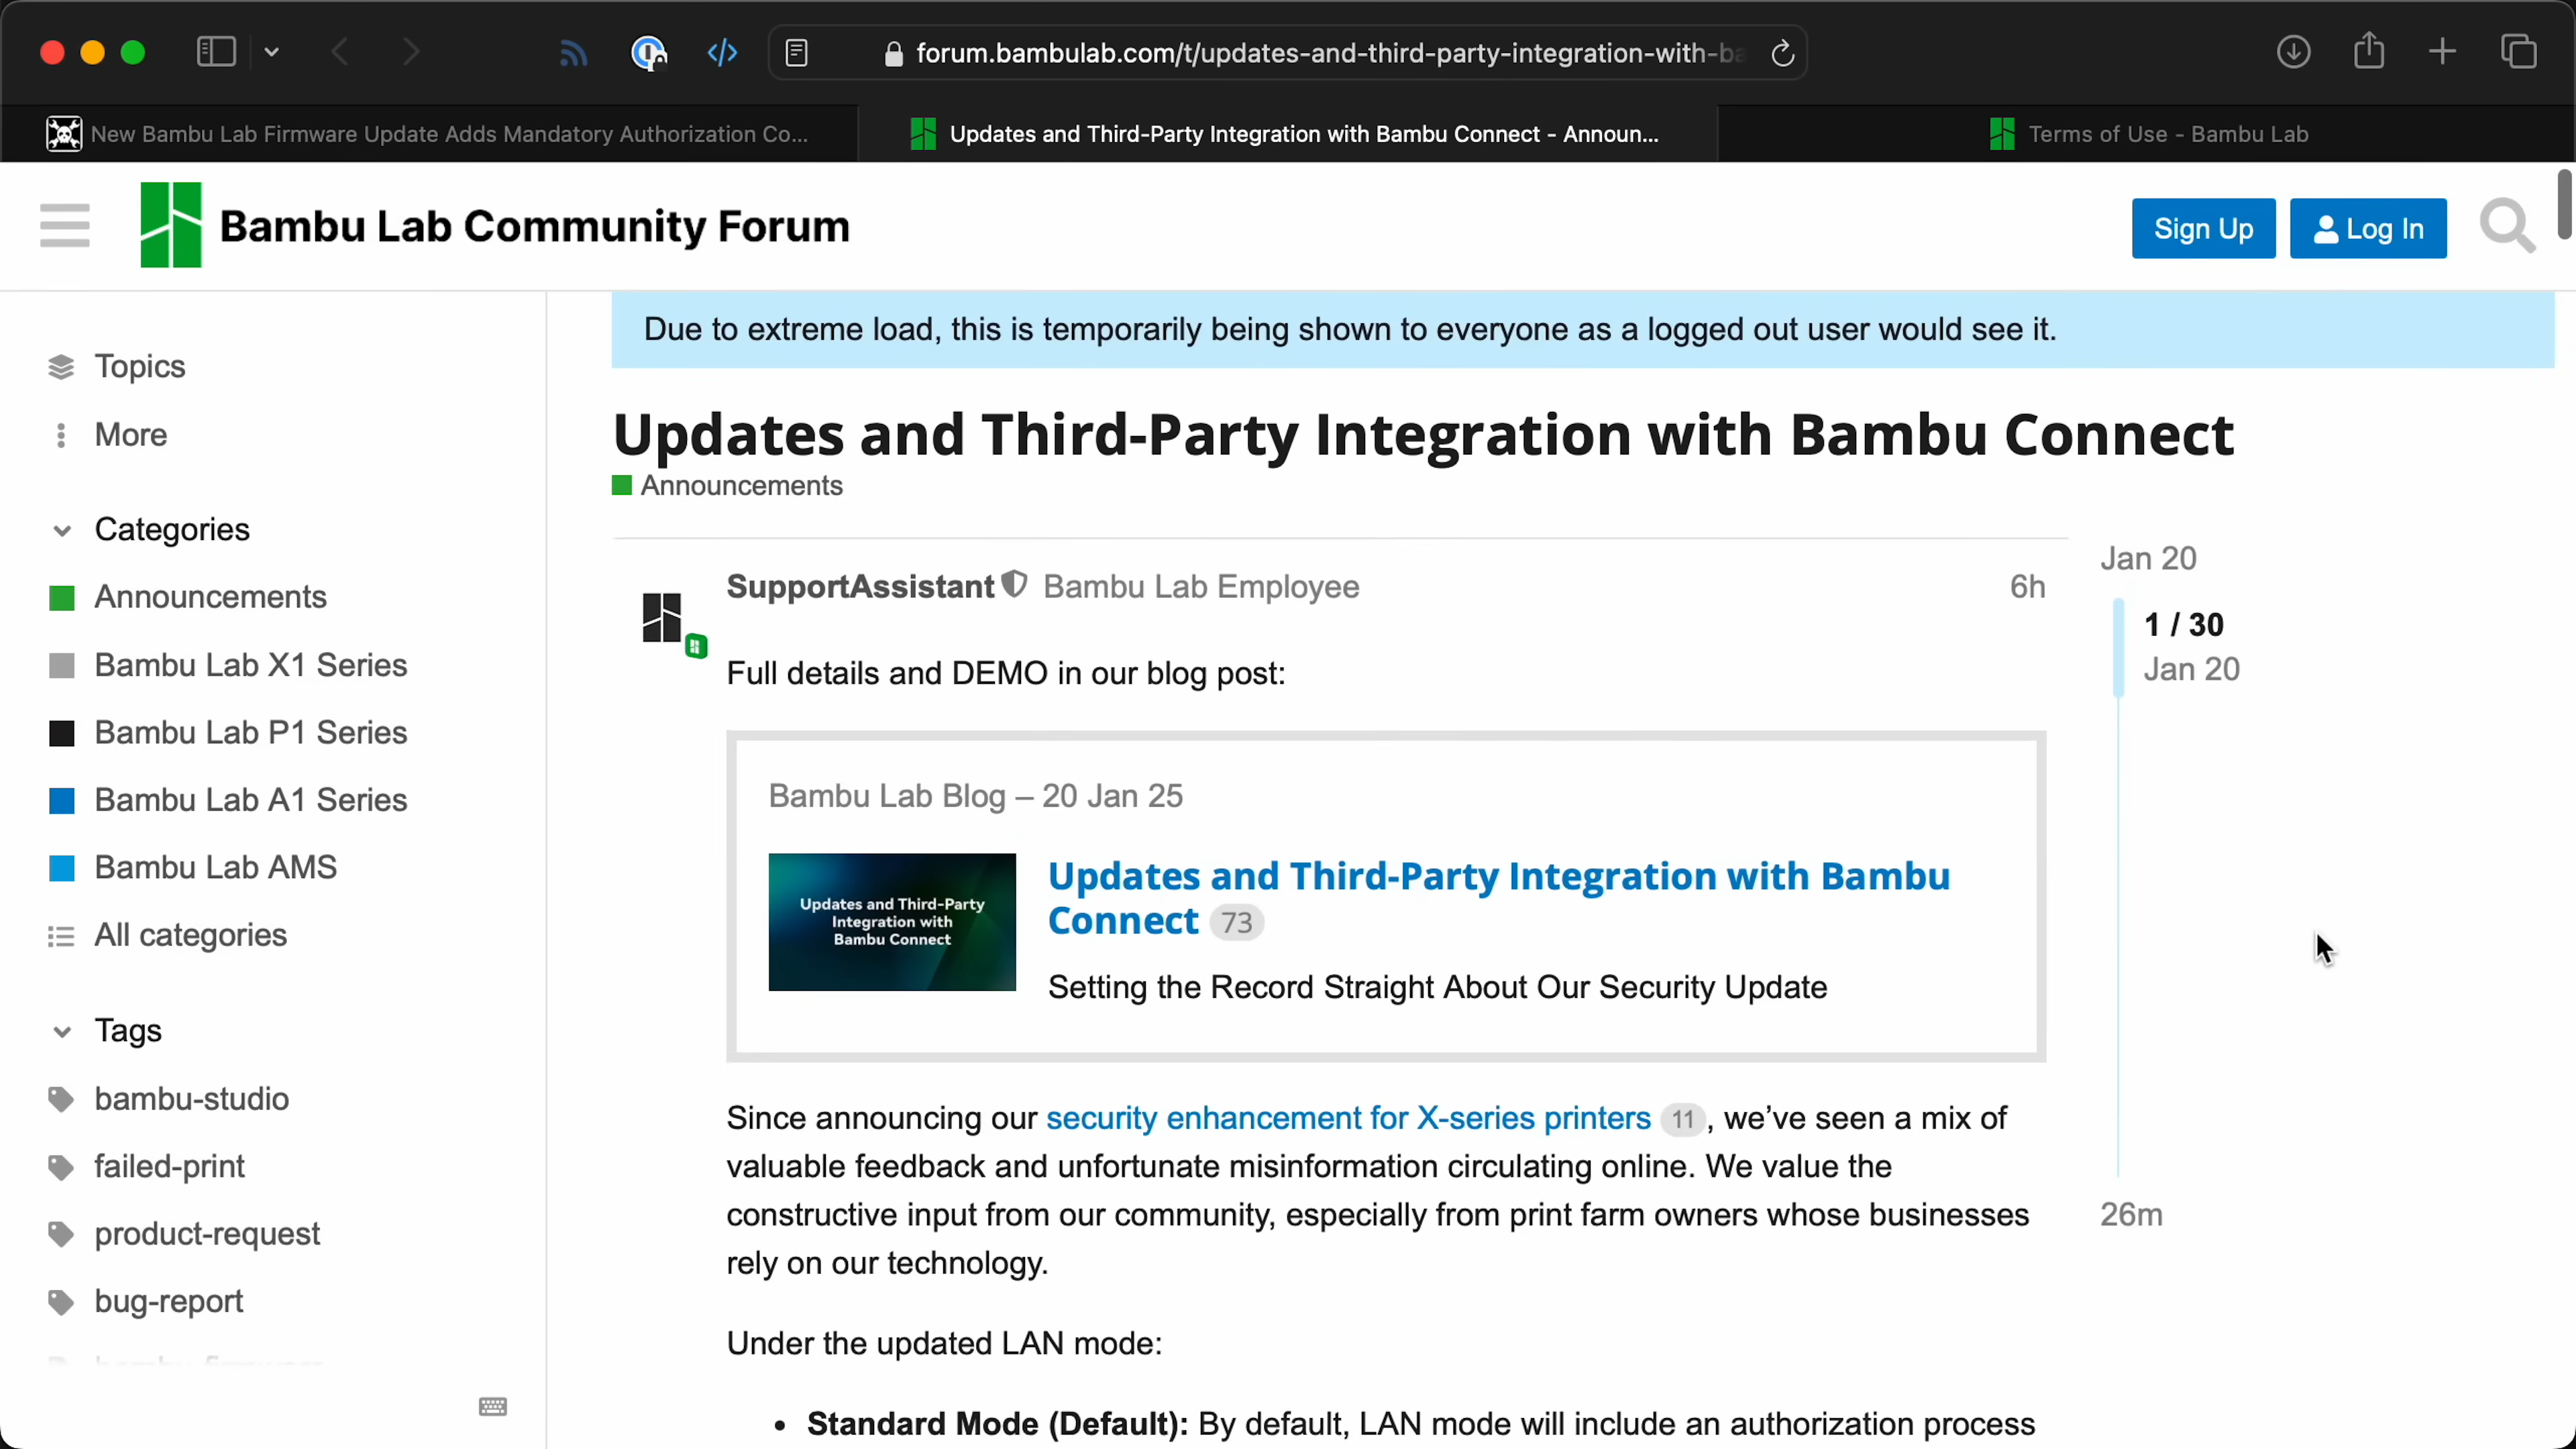 forum.bambulab.com/t/updates-and-third-party-integration-with-ba
New Bambu Lab Firmware Update Adds Mandatory Authorization Co...
Updates and Third-Party Integration with Bambu Connect - Announ...
Terms of Use - Bambu Lab
Bambu Lab Community Forum
Sign Up
Log In
Topics
More
Categories
Announcements
Bambu Lab X1 Series
Bambu Lab P1 Series
Bambu Lab A1 Series
Bambu Lab AMS
All categories
Tags
bambu-studio
failed-print
product-request
bug-report
Due to extreme load, this is temporarily being shown to everyone as a logged out user would see it.
Updates and Third-Party Integration with Bambu Connect
Announcements
SupportAssistant Bambu Lab Employee 6h
Full details and DEMO in our blog post:
Bambu Lab Blog – 20 Jan 25
Updates and Third-Party
Integration with
Bambu Connect
Updates and Third-Party Integration with Bambu
Connect 73
Setting the Record Straight About Our Security Update
Since announcing our security enhancement for X-series printers 11, we’ve seen a mix of
valuable feedback and unfortunate misinformation circulating online. We value the
constructive input from our community, especially from print farm owners whose businesses
rely on our technology.
Under the updated LAN mode:
• Standard Mode (Default): By default, LAN mode will include an authorization process
Jan 20
1 / 30
Jan 20
26m